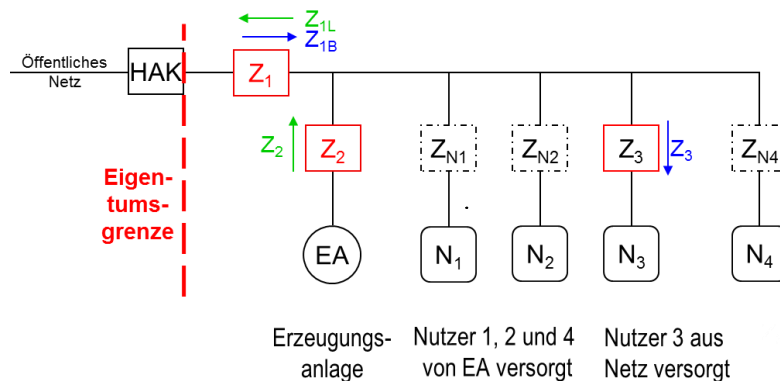 Z1L
Z1B
Öffentliches
Netz
HAK
Z1
Z2
Z2
ZN1
ZN2
Z3
Z3
ZN4
Eigen-
tums-
grenze
EA
N1
N2
N3
N4
Erzeugungs-
anlage
Nutzer 1, 2 und 4
von EA versorgt
Nutzer 3 aus
Netz versorgt